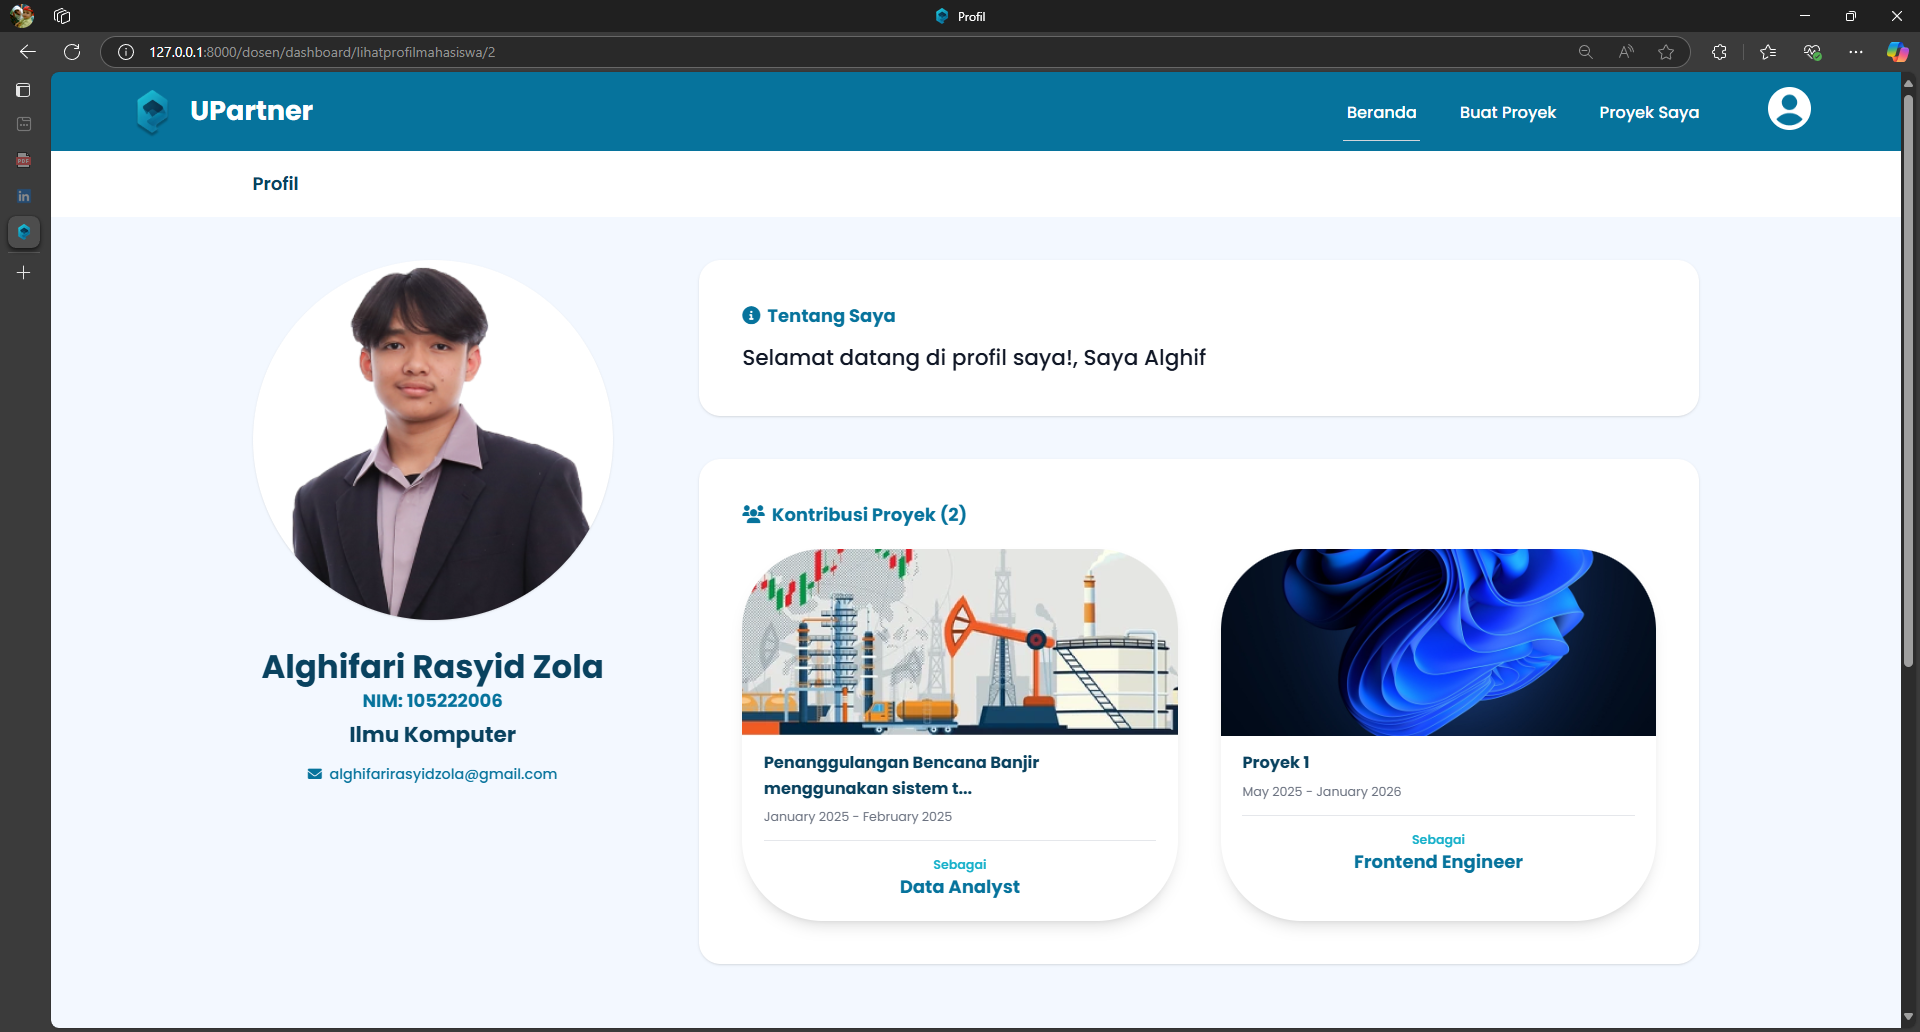 Profil
127.0.0.1:8000/dosen/dashboard/lihatprofilmahasiswa/2
UPartner
Beranda
Buat Proyek
Proyek Saya
Profil
Tentang Saya
Selamat datang di profil saya!, Saya Alghif
Alghifari Rasyid Zola
NIM: 105222006
Ilmu Komputer
alghifarirasyidzola@gmail.com
Kontribusi Proyek (2)
Penanggulangan Bencana Banjir
menggunakan sistem t...
January 2025 - February 2025
Sebagai
Data Analyst
Proyek 1
May 2025 - January 2026
Sebagai
Frontend Engineer
PDF
in